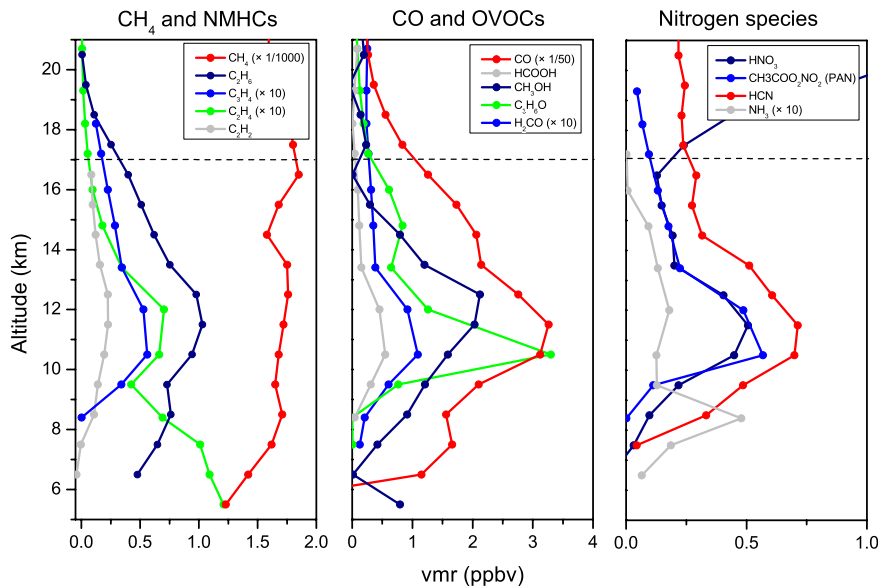 CH₄ and NMHCs
CO and OVOCs
Nitrogen species
CH₄ (× 1/1000)
C₂H₆
C₃H₄ (× 10)
C₂H₄ (× 10)
C₂H₂
CO (× 1/50)
HCOOH
CH₃OH
C₃H₆O
H₂CO (× 10)
HNO₃
CH3COO₂NO₂ (PAN)
HCN
NH₃ (× 10)
Altitude (km)
20
18
16
14
12
10
8
6
0.0 0.5 1.0 1.5 2.0
0 1 2 3 4
0.0 0.5 1.0
vmr (ppbv)